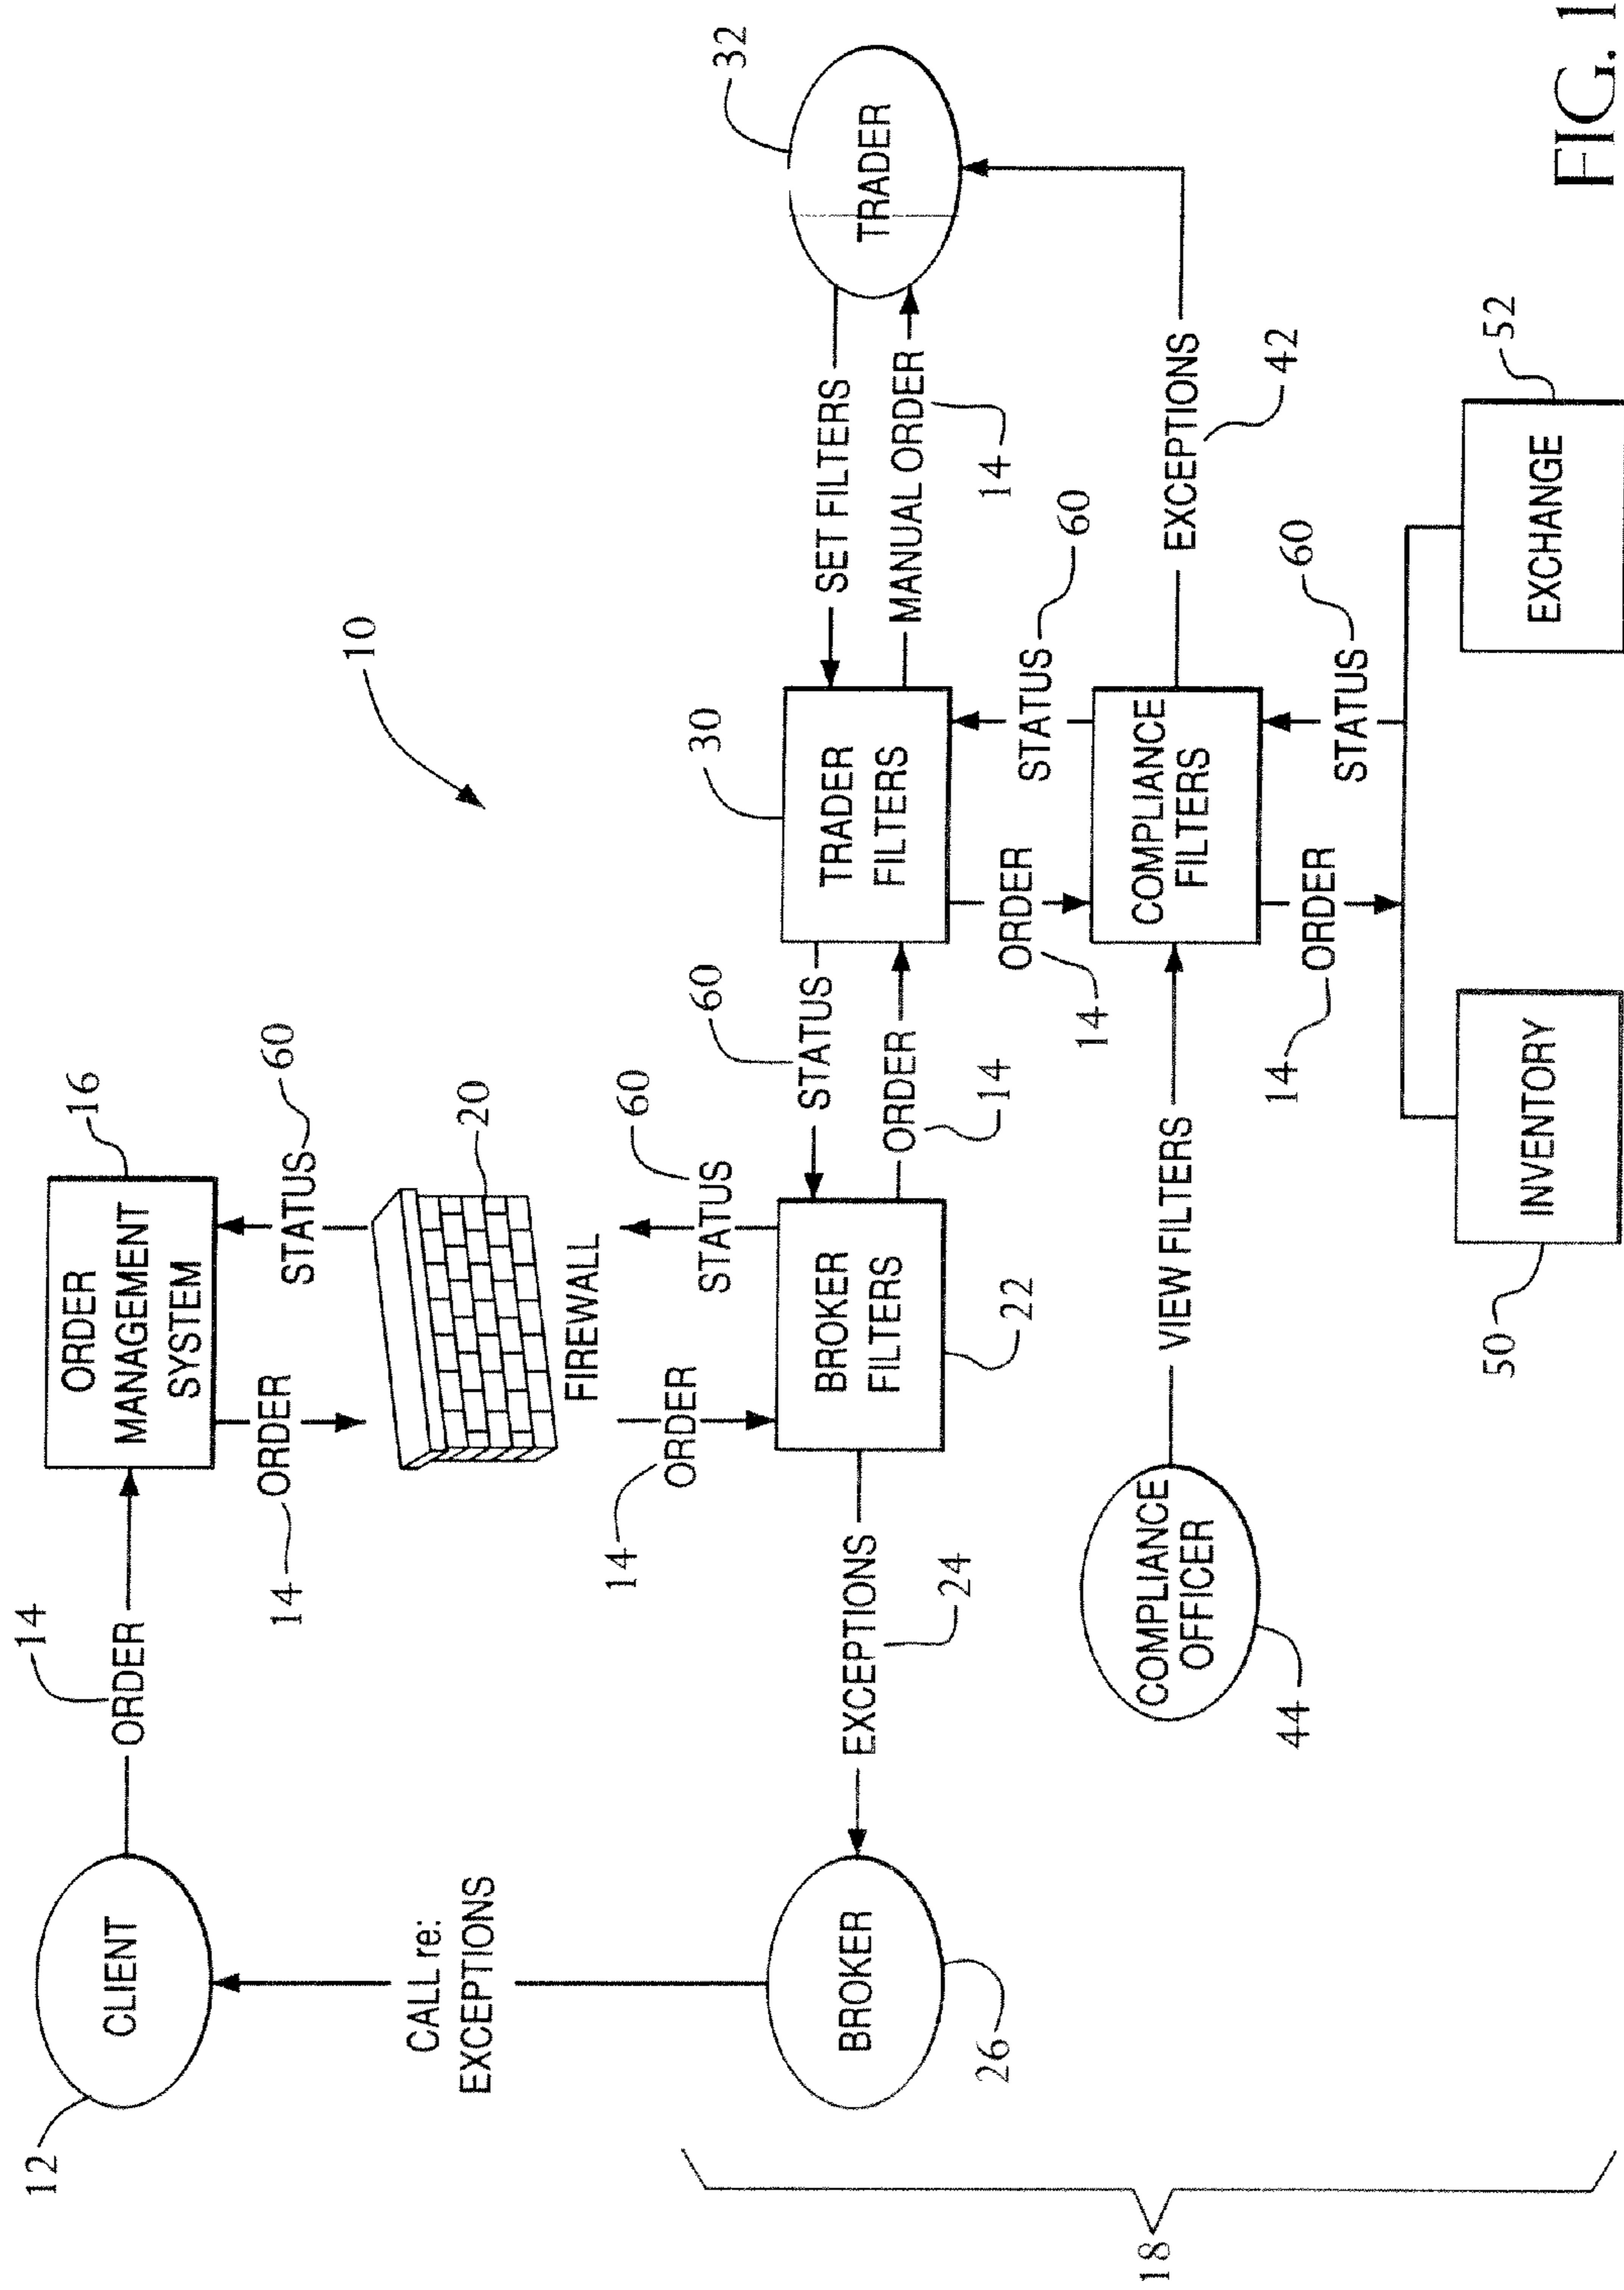 12
CLIENT
14
ORDER
ORDER
MANAGEMENT
SYSTEM
16
CALL re:
EXCEPTIONS
14
ORDER
STATUS
60
20
FIREWALL
10
14
ORDER
STATUS
60
BROKER
26
EXCEPTIONS
24
BROKER
FILTERS
22
60
STATUS
ORDER
14
30
TRADER
FILTERS
SET FILTERS
MANUAL ORDER
14
32
TRADER
18
ORDER
14
STATUS
60
COMPLIANCE
OFFICER
44
VIEW FILTERS
COMPLIANCE
FILTERS
EXCEPTIONS
42
14
ORDER
STATUS
60
50
INVENTORY
EXCHANGE
52
FIG. 1